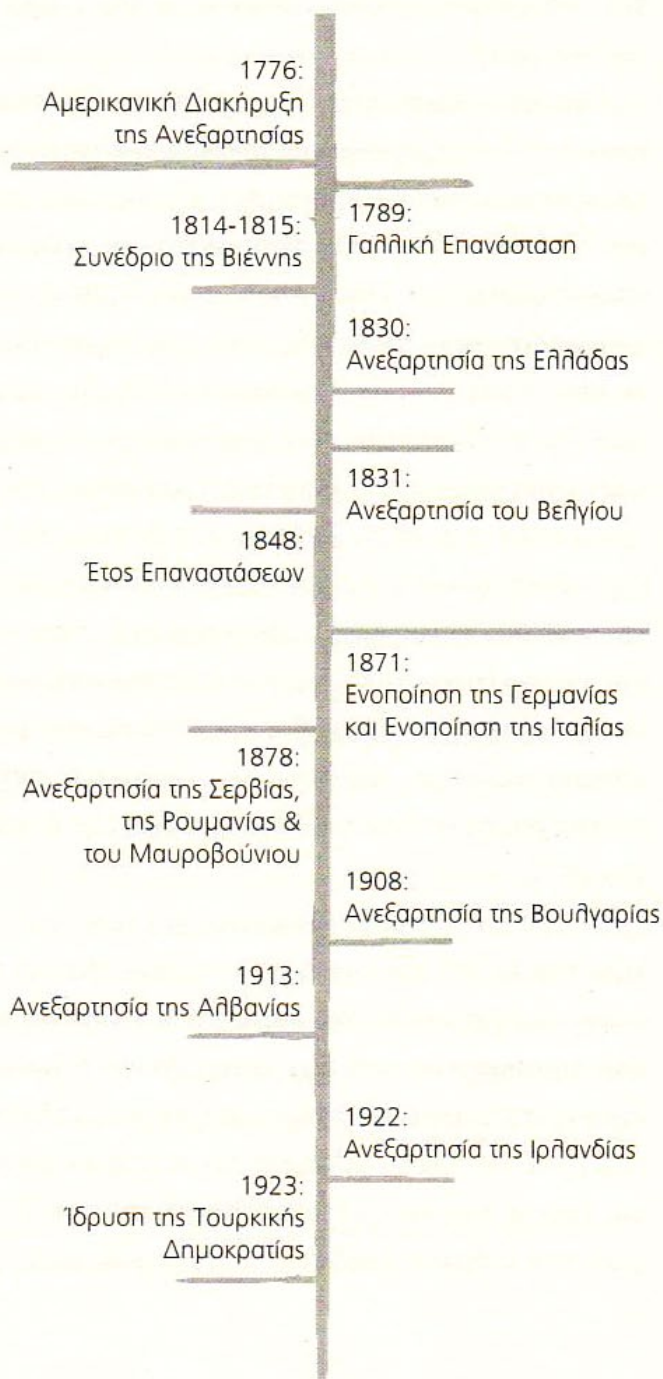 1776:
Αμερικανική Διακήρυξη
της Ανεξαρτησίας
1789:
Γαλλική Επανάσταση
1814-1815:
Συνέδριο της Βιέννης
1830:
Ανεξαρτησία της Ελλάδας
1831:
Ανεξαρτησία του Βελγίου
1848:
Έτος Επαναστάσεων
1871:
Ενοποίηση της Γερμανίας
και Ενοποίηση της Ιταλίας
1878:
Ανεξαρτησία της Σερβίας,
της Ρουμανίας &
του Μαυροβούνιου
1908:
Ανεξαρτησία της Βουλγαρίας
1913:
Ανεξαρτησία της Αλβανίας
1922:
Ανεξαρτησία της Ιρλανδίας
1923:
Ίδρυση της Τουρκικής
Δημοκρατίας